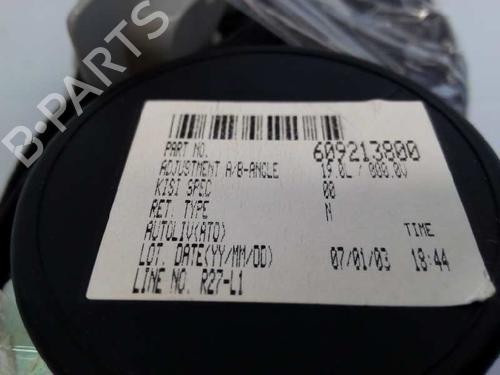 B-PARTS
PART NO. 609213800
ADJUSTMENT A/B-ANGLE 19.0L / 000.0V
KISI SPEC 00
RET. TYPE N
AUTOLIV(ATO) TIME
LOT. DATE(YY/MM/DD) 07/01/03 18:44
LINE NO. R27-L1